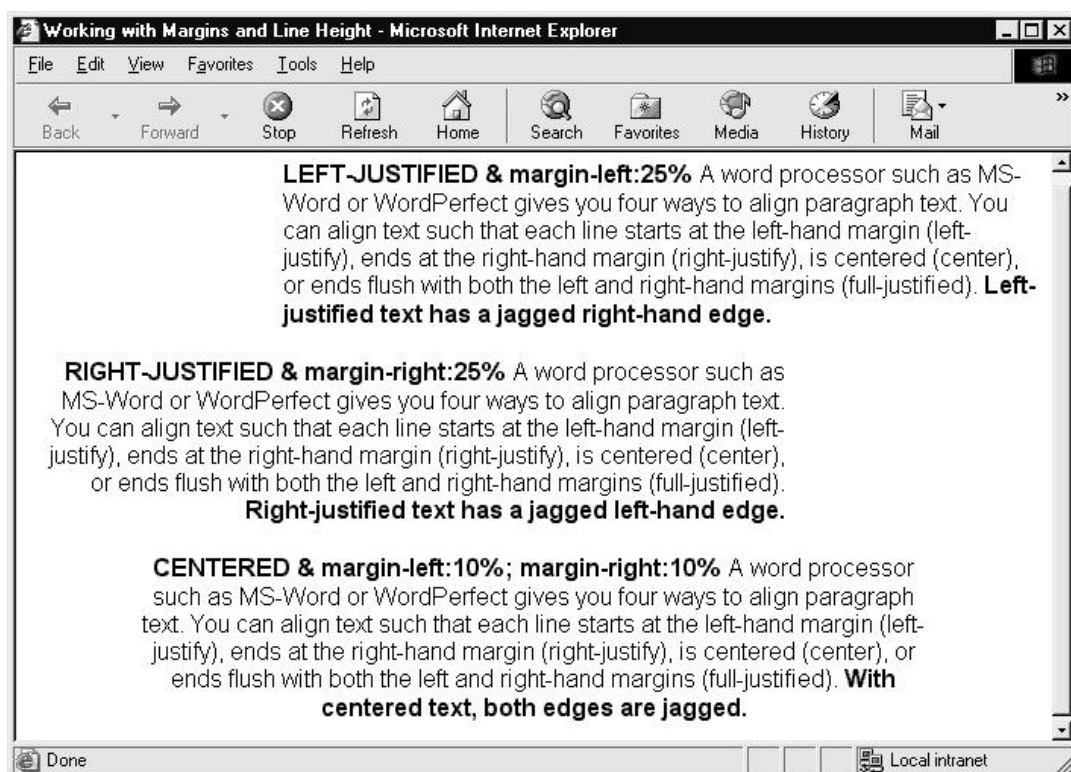 Working with Margins and Line Height - Microsoft Internet Explorer
File Edit View Favorites Tools Help
Back Forward Stop Refresh Home Search Favorites Media History Mail »
LEFT-JUSTIFIED & margin-left:25% A word processor such as MS-
Word or WordPerfect gives you four ways to align paragraph text. You
can align text such that each line starts at the left-hand margin (left-
justify), ends at the right-hand margin (right-justify), is centered (center),
or ends flush with both the left and right-hand margins (full-justified). Left-
justified text has a jagged right-hand edge.
RIGHT-JUSTIFIED & margin-right:25% A word processor such as
MS-Word or WordPerfect gives you four ways to align paragraph text.
You can align text such that each line starts at the left-hand margin (left-
justify), ends at the right-hand margin (right-justify), is centered (center),
or ends flush with both the left and right-hand margins (full-justified).
Right-justified text has a jagged left-hand edge.
CENTERED & margin-left:10%; margin-right:10% A word processor
such as MS-Word or WordPerfect gives you four ways to align paragraph
text. You can align text such that each line starts at the left-hand margin (left-
justify), ends at the right-hand margin (right-justify), is centered (center), or
ends flush with both the left and right-hand margins (full-justified). With
centered text, both edges are jagged.
Done Local intranet